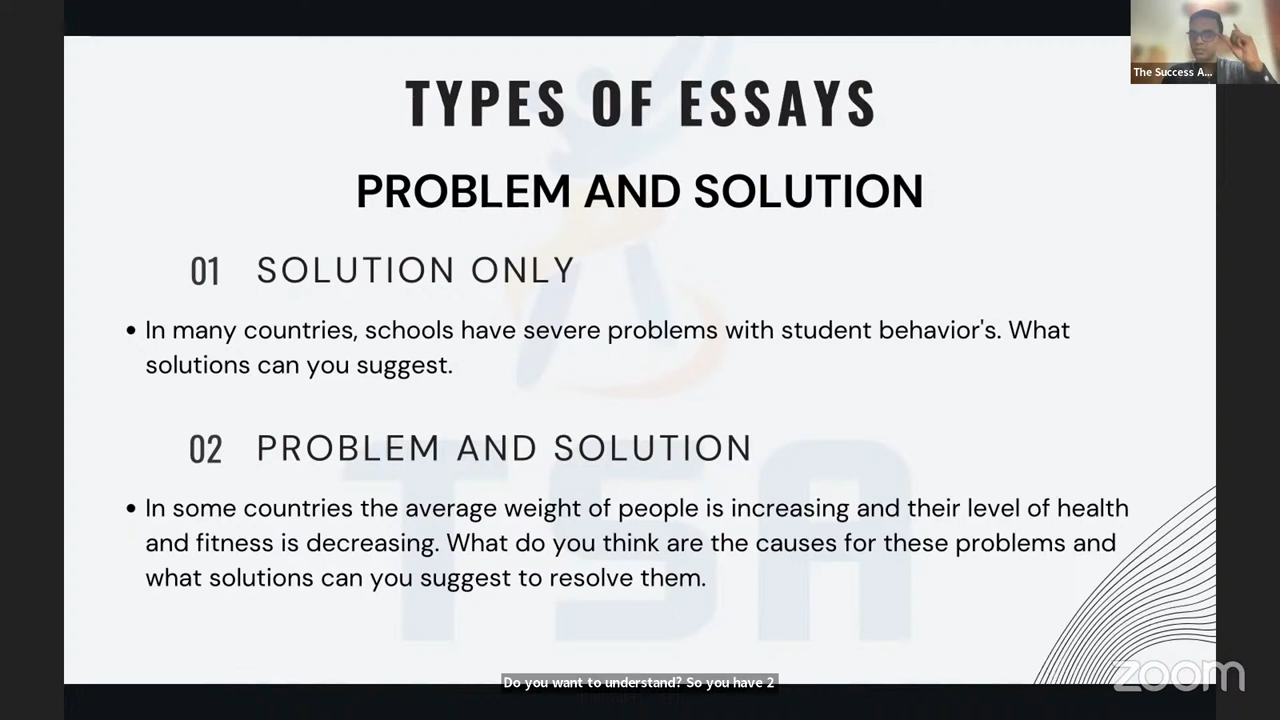 The Success A...
TYPES OF ESSAYS
PROBLEM AND SOLUTION
01 SOLUTION ONLY
• In many countries, schools have severe problems with student behavior's. What
solutions can you suggest.
02 PROBLEM AND SOLUTION
• In some countries the average weight of people is increasing and their level of health
and fitness is decreasing. What do you think are the causes for these problems and
what solutions can you suggest to resolve them.
TSA
Do you want to understand? So you have 2
zoom